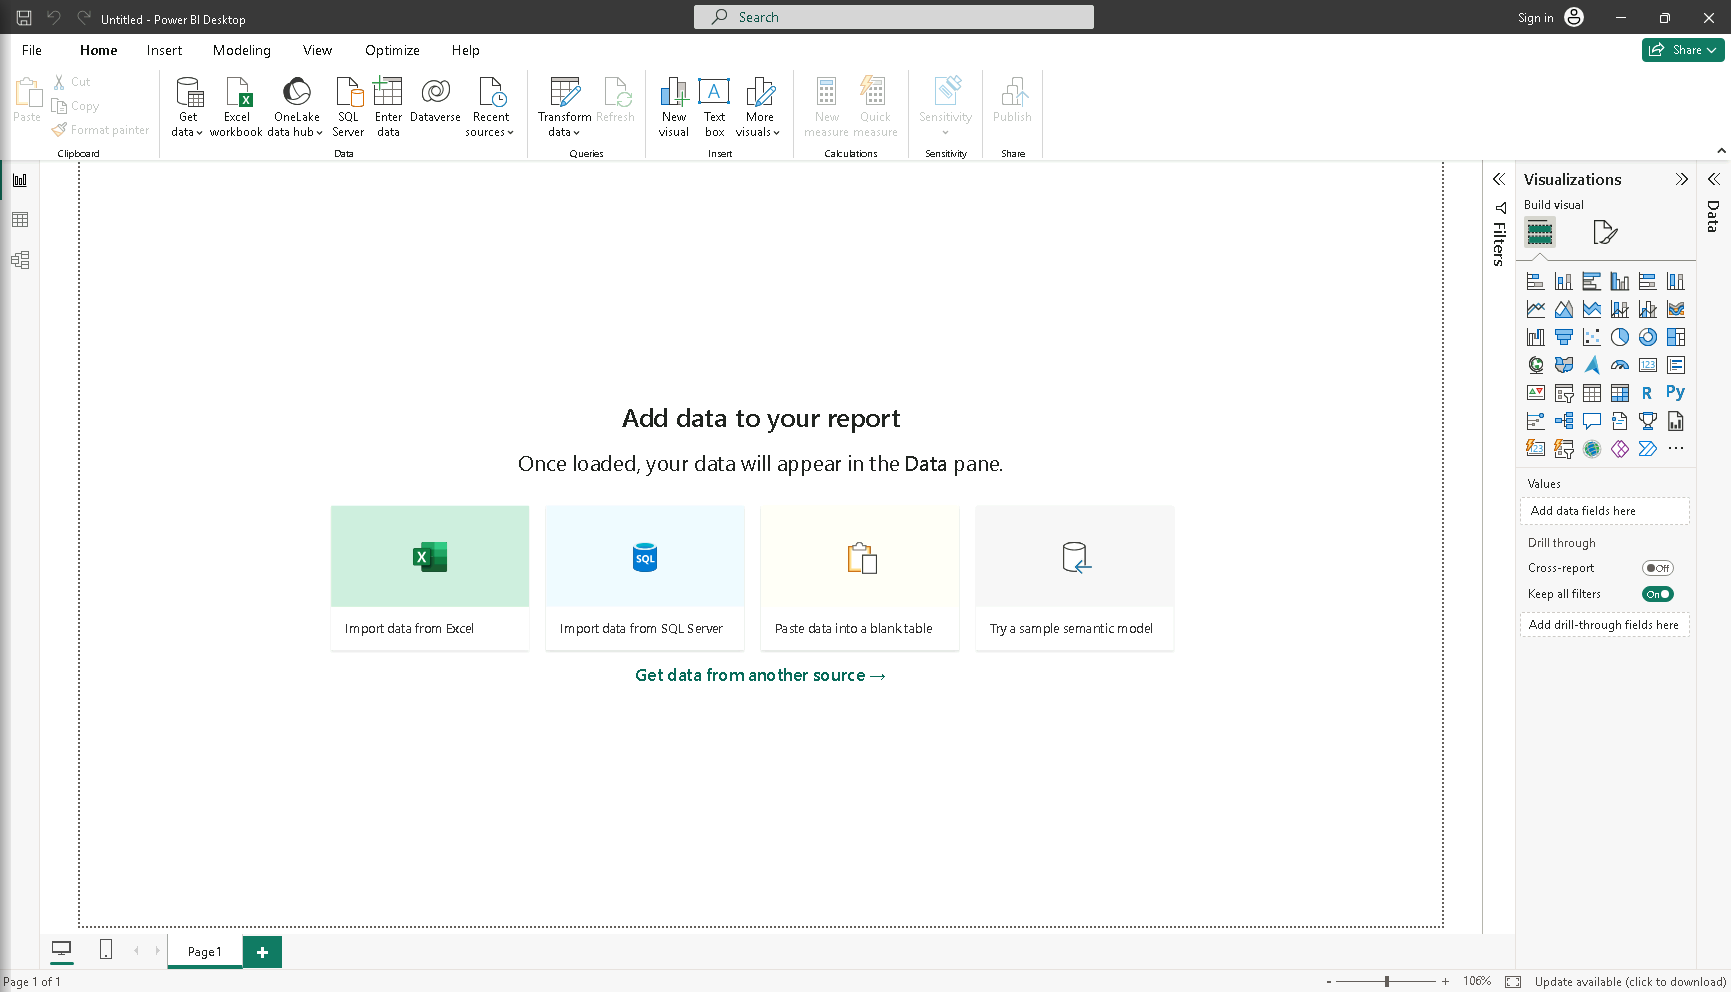 Untitled - Power BI Desktop
Search
Sign in
File
Home
Insert
Modeling
View
Optimize
Help
Share
Paste
Cut
Copy
Format painter
Clipboard
Get
data
Excel
workbook
OneLake
data hub
SQL
Server
Enter
data
Dataverse
Recent
sources
Data
Transform
data
Refresh
Queries
New
visual
A
Text
box
More
visuals
Insert
New
measure
Quick
measure
Calculations
Sensitivity
Sensitivity
Publish
Share
Filters
Visualizations
Build visual
Data
123
R
Py
123
Values
Add data fields here
Drill through
Cross-report
Off
Keep all filters
On
Add drill-through fields here
Add data to your report
Once loaded, your data will appear in the Data pane.
X
SQL
Import data from Excel
Import data from SQL Server
Paste data into a blank table
Try a sample semantic model
Get data from another source →
Page 1
+
Page 1 of 1
- + 106%
Update available (click to download)